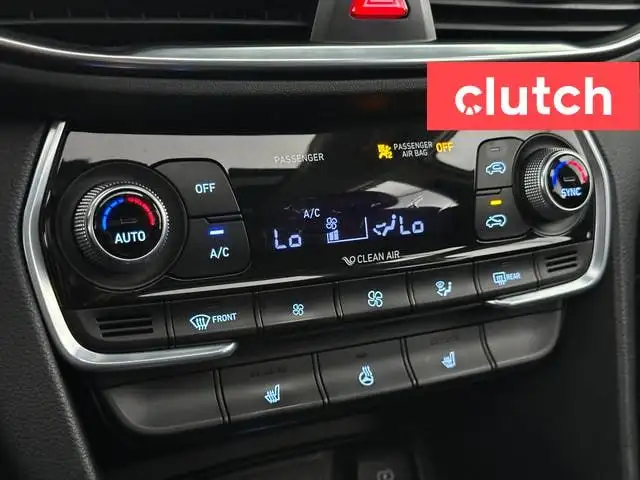 clutch
PASSENGER
PASSENGER
AIR BAG
OFF
OFF
A/C
AUTO
A/C
Lo
Lo
SYNC
CLEAN AIR
FRONT
REAR